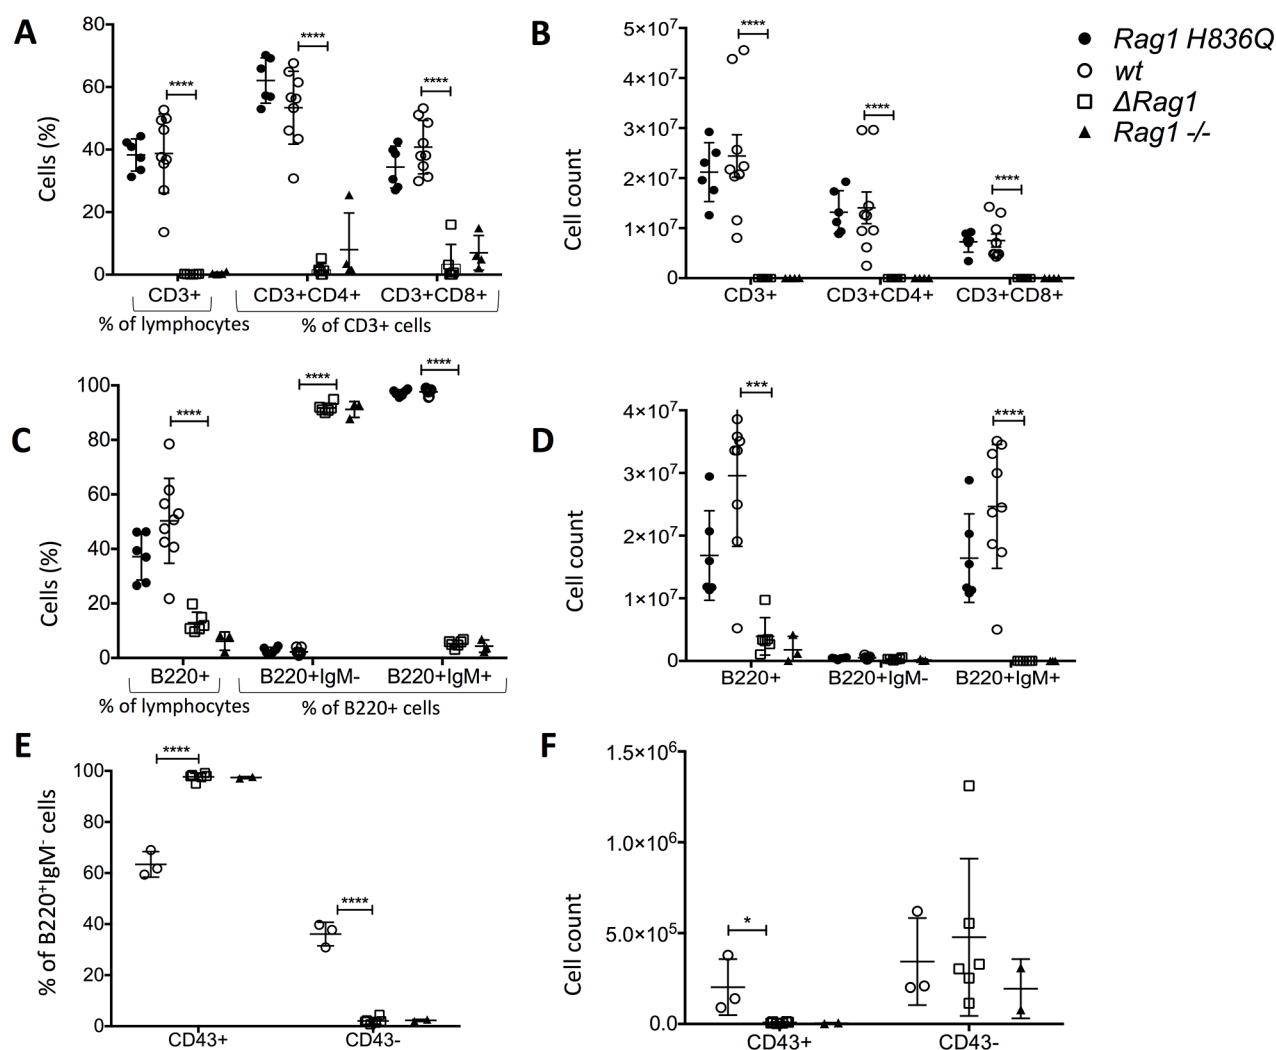 A
Cells (%)
80
60
40
20
0
****
****
****
CD3+
CD3+CD4+
CD3+CD8+
% of lymphocytes
% of CD3+ cells
B
Cell count
5×10⁷
4×10⁷
3×10⁷
2×10⁷
1×10⁷
0
****
****
****
CD3+
CD3+CD4+
CD3+CD8+
Rag1 H836Q
wt
ΔRag1
Rag1 -/-
C
Cells (%)
100
80
60
40
20
0
****
****
****
B220+
B220+IgM-
B220+IgM+
% of lymphocytes
% of B220+ cells
D
Cell count
4×10⁷
3×10⁷
2×10⁷
1×10⁷
0
***
****
B220+
B220+IgM-
B220+IgM+
E
% of B220⁺IgM⁻ cells
100
80
60
40
20
0
****
****
CD43+
CD43-
F
Cell count
1.5×10⁶
1.0×10⁶
5.0×10⁵
0.0
*
CD43+
CD43-